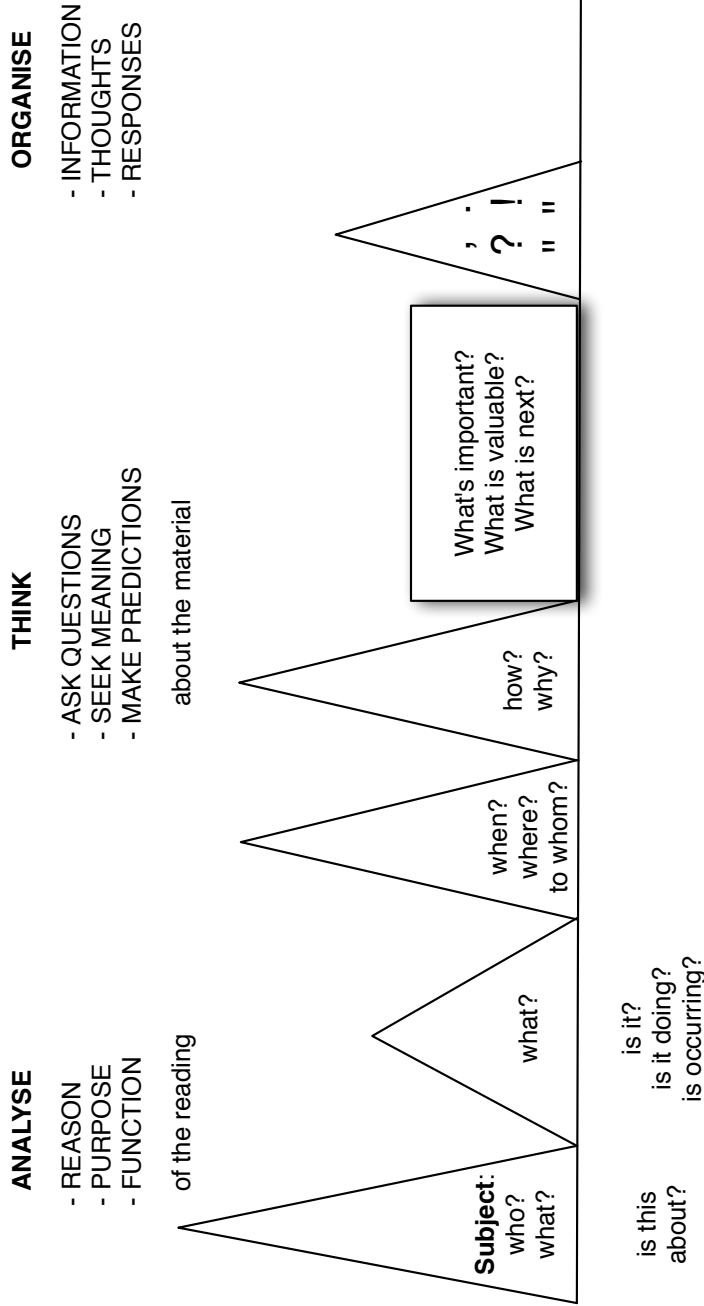 ANALYSE
- REASON
- PURPOSE
- FUNCTION
of the reading
THINK
- ASK QUESTIONS
- SEEK MEANING
- MAKE PREDICTIONS
about the material
ORGANISE
- INFORMATION
- THOUGHTS
- RESPONSES
Subject:
who?
what?
is this
about?
what?
is it?
is it doing?
is occurring?
when?
where?
to whom?
how?
why?
What's important?
What is valuable?
What is next?
, .
? !
" "